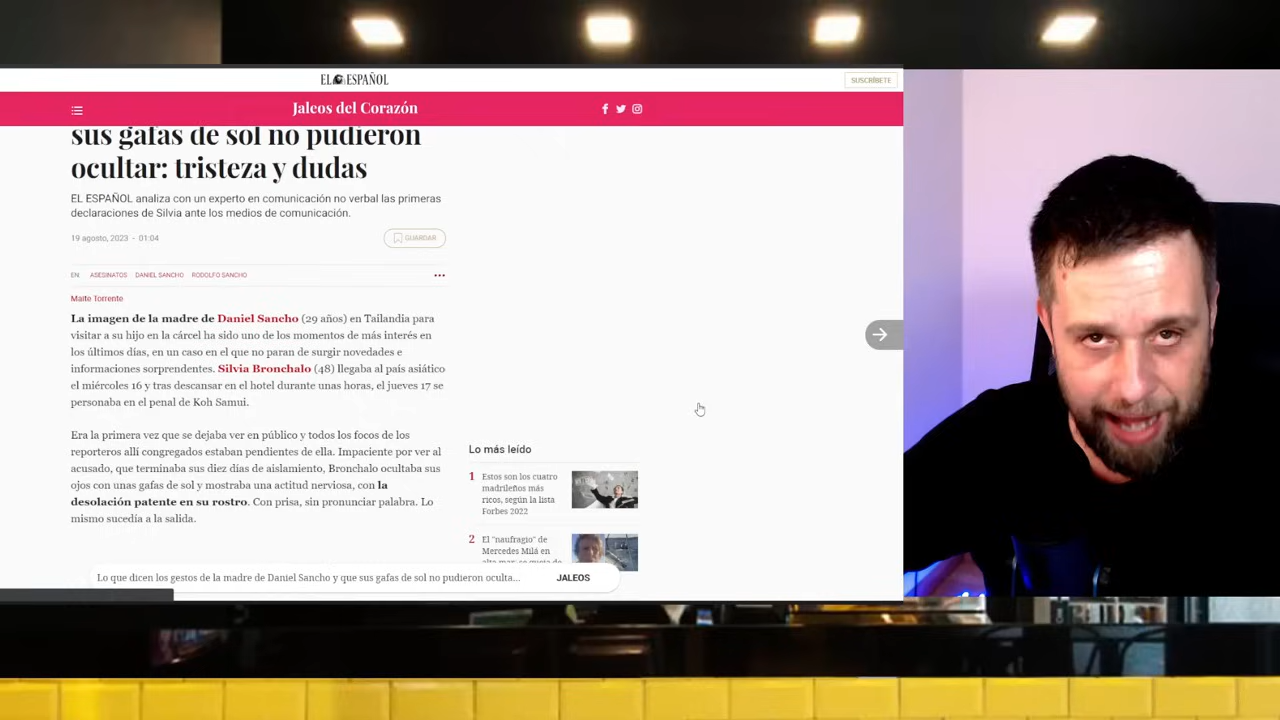 EL ESPAÑOL
SUSCRÍBETE
Jaleos del Corazón
sus gafas de sol no pudieron
ocultar: tristeza y dudas
EL ESPAÑOL analiza con un experto en comunicación no verbal las primeras
declaraciones de Silvia ante los medios de comunicación.
19 agosto, 2023 - 01:04
GUARDAR
EN: ASESINATOS DANIEL SANCHO RODOLFO SANCHO
Maite Torrente
La imagen de la madre de Daniel Sancho (29 años) en Tailandia para
visitar a su hijo en la cárcel ha sido uno de los momentos de más interés en
los últimos días, en un caso en el que no paran de surgir novedades e
informaciones sorprendentes. Silvia Bronchalo (48) llegaba al país asiático
el miércoles 16 y tras descansar en el hotel durante unas horas, el jueves 17 se
personaba en el penal de Koh Samui.
Era la primera vez que se dejaba ver en público y todos los focos de los
reporteros allí congregados estaban pendientes de ella. Impaciente por ver al
acusado, que terminaba sus diez días de aislamiento, Bronchalo ocultaba sus
ojos con unas gafas de sol y mostraba una actitud nerviosa, con la
desolación patente en su rostro. Con prisa, sin pronunciar palabra. Lo
mismo sucedía a la salida.
Lo más leído
1 Estos son los cuatro
madrileños más
ricos, según la lista
Forbes 2022
2 El "naufragio" de
Mercedes Milá en
Lo que dicen los gestos de la madre de Daniel Sancho y que sus gafas de sol no pudieron oculta...
JALEOS